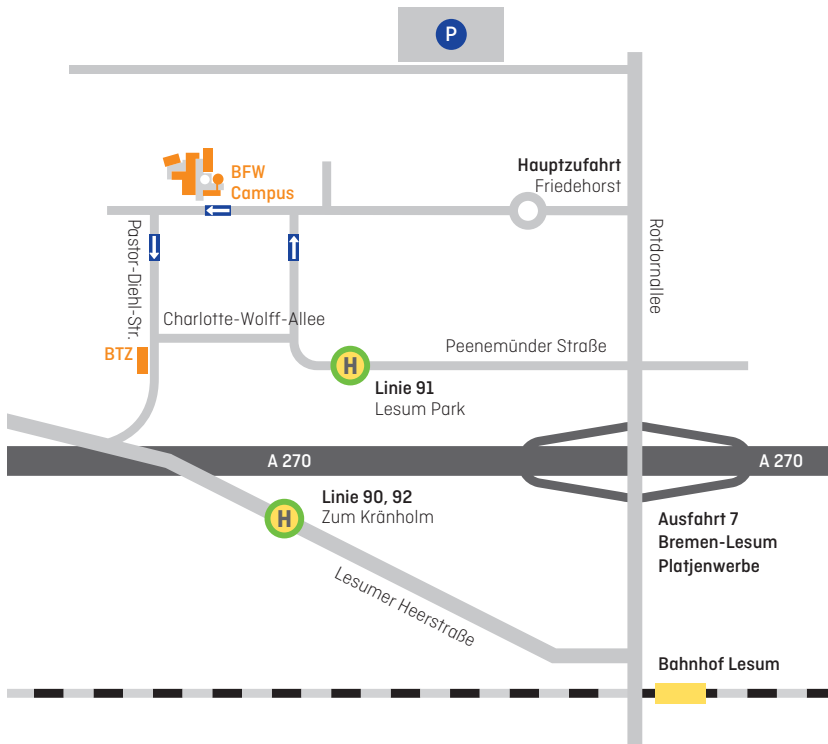 P
BFW
Campus
Hauptzufahrt
Friedehorst
Pastor-Diehl-Str.
Rotdornallee
Charlotte-Wolff-Allee
BTZ
Peenemünder Straße
H
Linie 91
Lesum Park
A 270
A 270
Linie 90, 92
Zum Kränholm
H
Ausfahrt 7
Bremen-Lesum
Platjenwerbe
Lesumer Heerstraße
Bahnhof Lesum